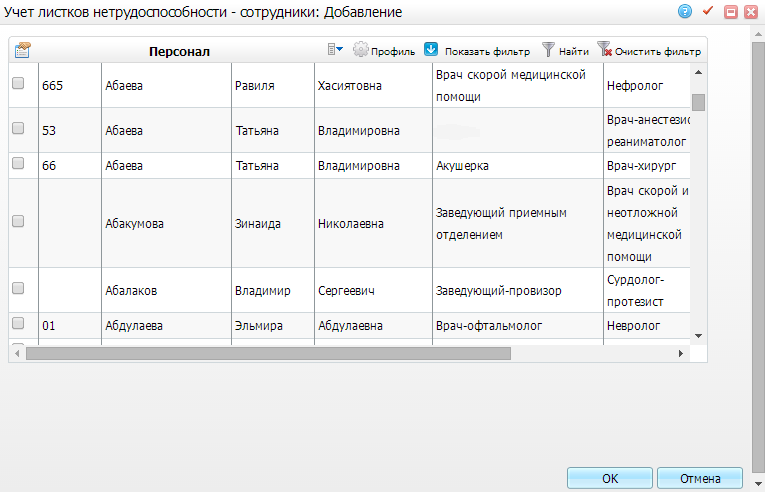 Учет листков нетрудоспособности - сотрудники: Добавление
Персонал Профиль Показать фильтр Найти Очистить фильтр
665 Абаева Равиля Хасиятовна Врач скорой медицинской помощи Нефролог
53 Абаева Татьяна Владимировна Врач-анестезио реаниматолог
66 Абаева Татьяна Владимировна Акушерка Врач-хирург
Абакумова Зинаида Николаевна Заведующий приемным отделением Врач скорой и неотложной медицинской помощи
Абалаков Владимир Сергеевич Заведующий-провизор Сурдолог-протезист
01 Абдулаева Эльмира Абдулаевна Врач-офтальмолог Невролог
OK Отмена